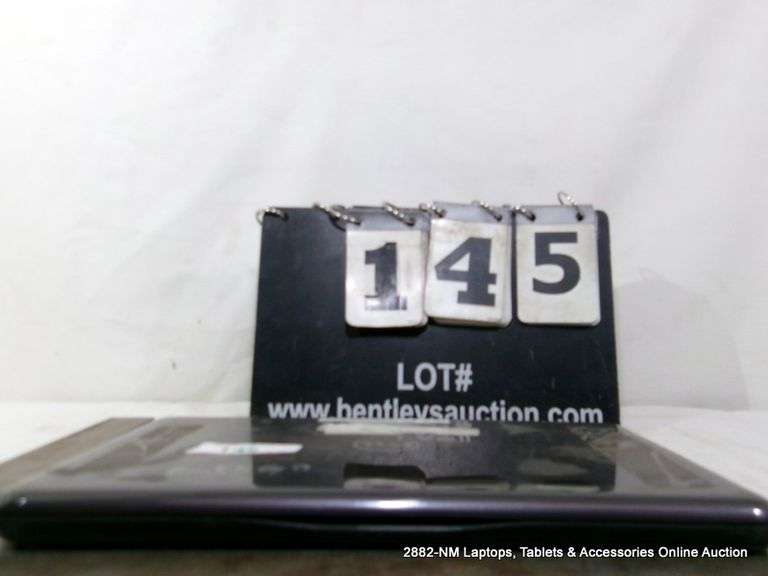 145
LOT#
www.bentleysauction.com
2882-NM Laptops, Tablets & Accessories Online Auction